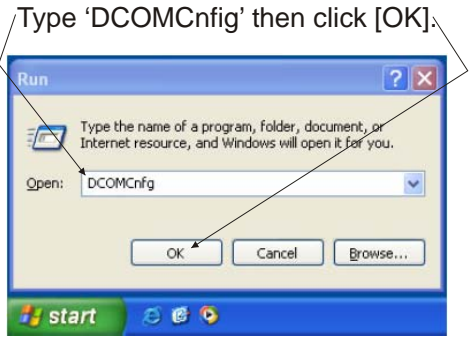 Type ‘DCOMCnfig’ then click [OK].
Run
Type the name of a program, folder, document, or
Internet resource, and Windows will open it for you.
Open: DCOMCnfg
OK Cancel Browse...
start